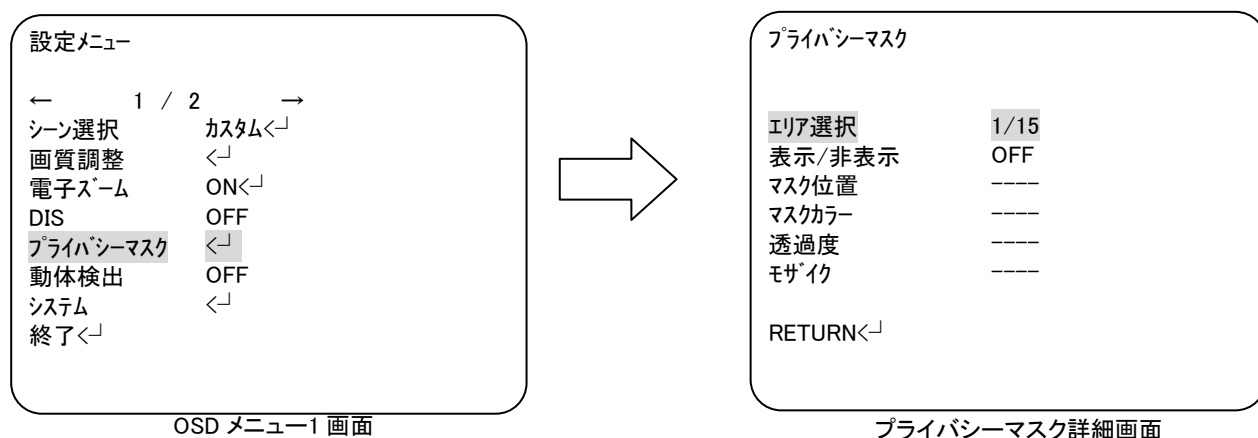 設定ﾒﾆｭｰ
← 1 / 2 →
ｼｰﾝ選択 ｶｽﾀﾑ<┘
画質調整 <┘
電子ｽﾞｰﾑ ON<┘
DIS OFF
ﾌﾟﾗｲﾊﾞｼｰﾏｽｸ <┘
動体検出 OFF
ｼｽﾃﾑ <┘
終了<┘
OSD メニュー1 画面
ﾌﾟﾗｲﾊﾞｼｰﾏｽｸ
ｴﾘｱ選択 1/15
表示/非表示 OFF
ﾏｽｸ位置 ----
ﾏｽｸｶﾗｰ ----
透過度 ----
ﾓｻﾞｲｸ ----
RETURN<┘
プライバシーマスク詳細画面